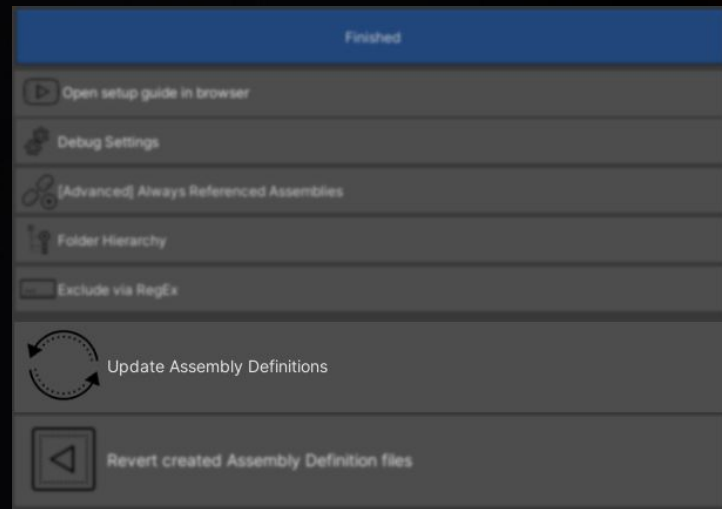 Finished
Open setup guide in browser
Debug Settings
[Advanced] Always Referenced Assemblies
Folder Hierarchy
Exclude via RegEx
Update Assembly Definitions
Revert created Assembly Definition files